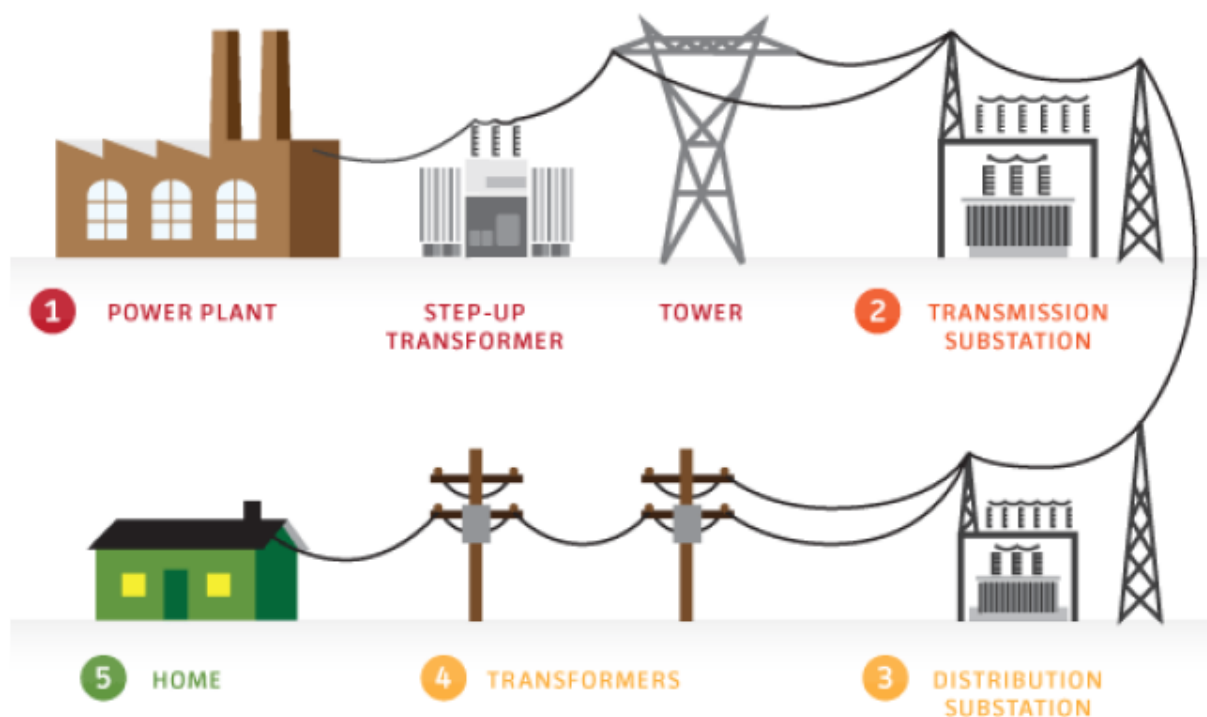 1 POWER PLANT
STEP-UP
TRANSFORMER
TOWER
2 TRANSMISSION
SUBSTATION
5 HOME
4 TRANSFORMERS
3 DISTRIBUTION
SUBSTATION